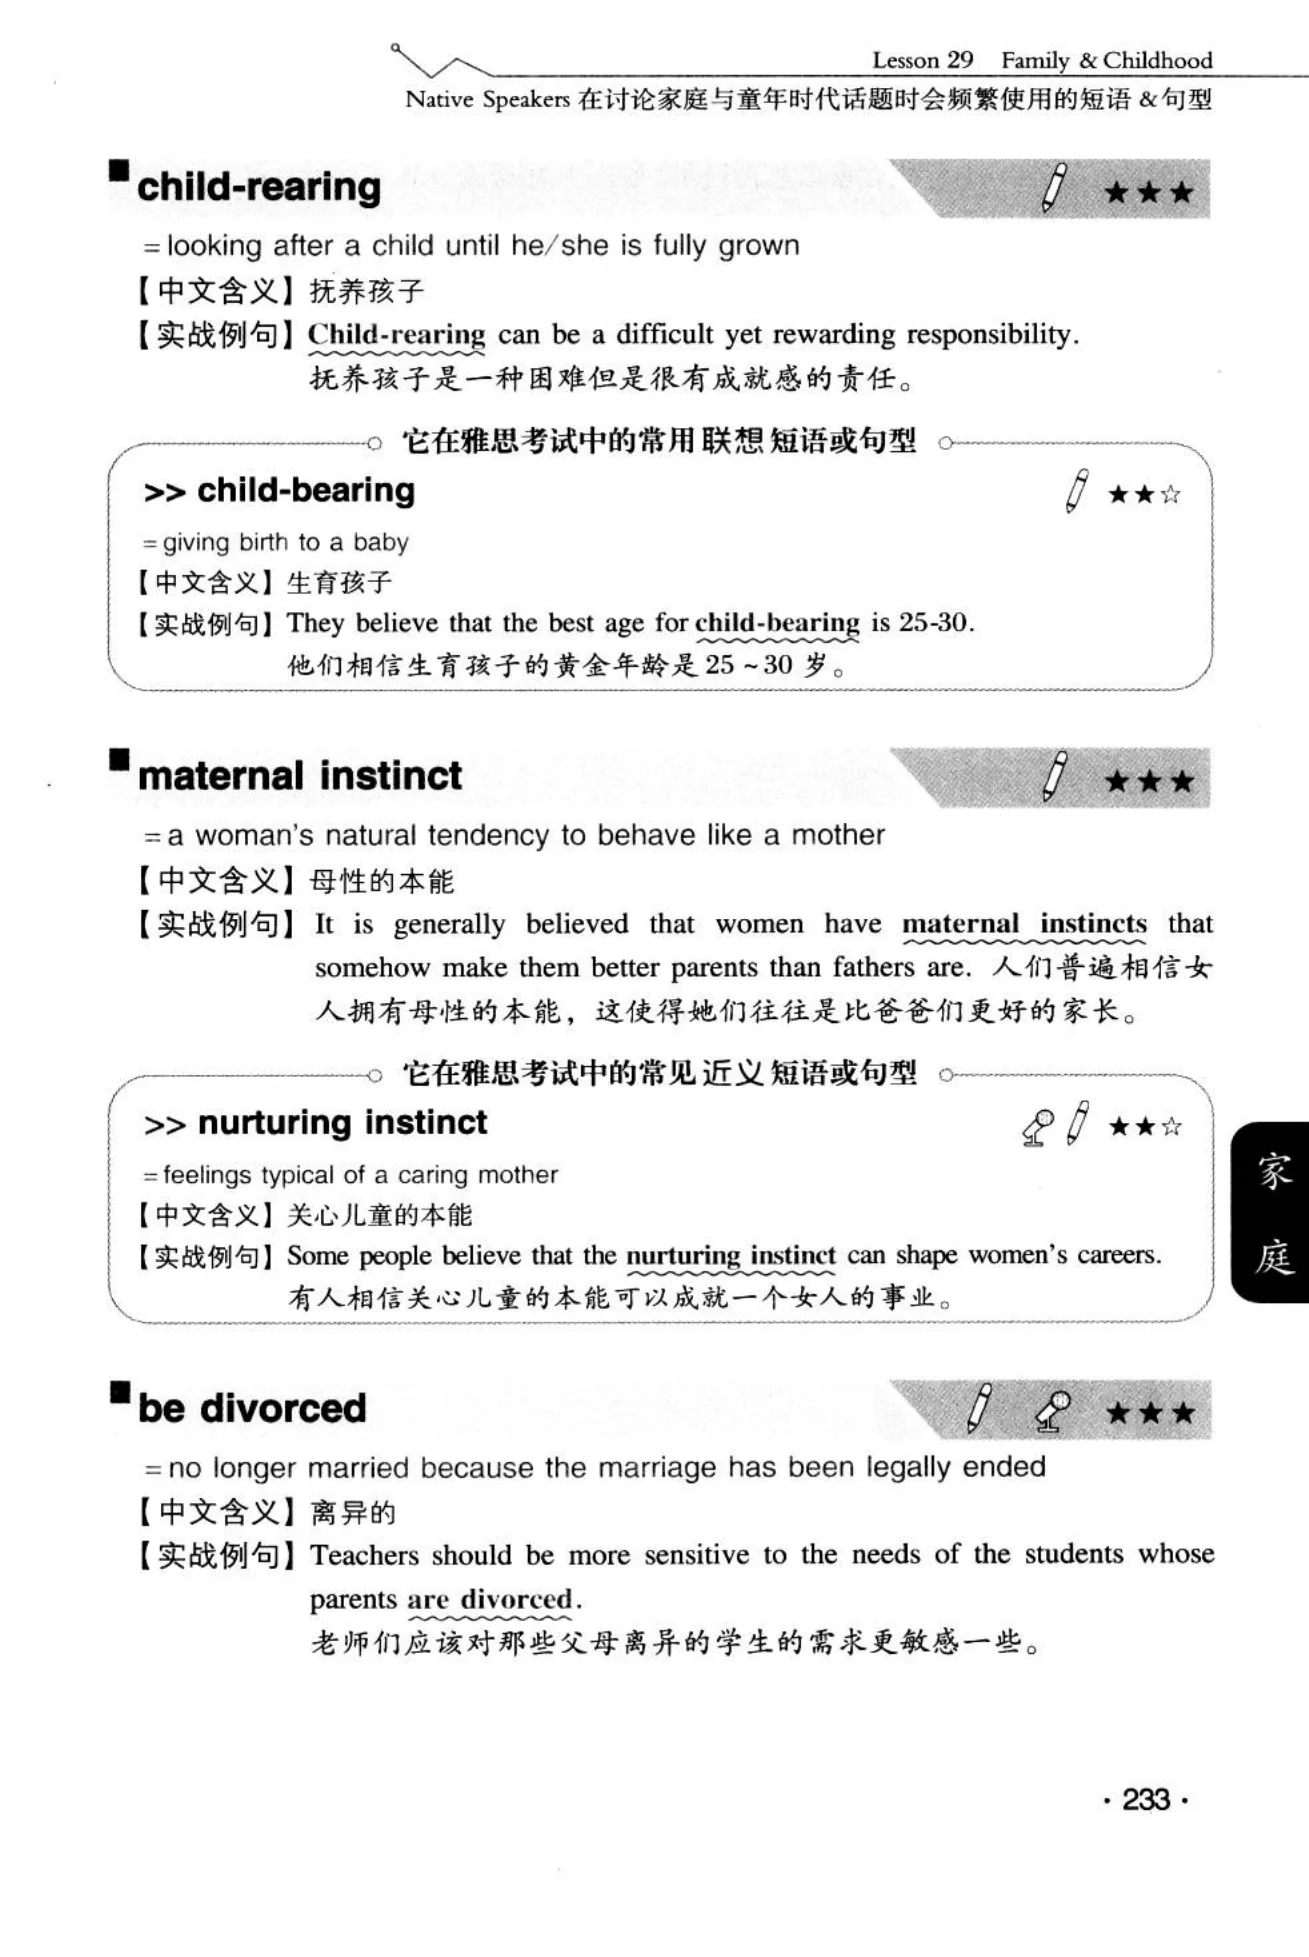 Lesson 29 Family & Childhood
Native Speakers 在讨论家庭与童年时代话题时会频繁使用的短语 & 句型
■ child-rearing ★★★
= looking after a child until he/she is fully grown
【中文含义】抚养孩子
【实战例句】Child-rearing can be a difficult yet rewarding responsibility.
抚养孩子是一种困难但是很有成就感的责任。
它在雅思考试中的常用联想短语或句型
>> child-bearing ★★☆
= giving birth to a baby
【中文含义】生育孩子
【实战例句】They believe that the best age for child-bearing is 25-30.
他们相信生育孩子的黄金年龄是 25 ~ 30 岁。
■ maternal instinct ★★★
= a woman's natural tendency to behave like a mother
【中文含义】母性的本能
【实战例句】It is generally believed that women have maternal instincts that
somehow make them better parents than fathers are. 人们普遍相信女
人拥有母性的本能，这使得她们往往是比爸爸们更好的家长。
它在雅思考试中的常见近义短语或句型
>> nurturing instinct ★★☆
= feelings typical of a caring mother
【中文含义】关心儿童的本能
【实战例句】Some people believe that the nurturing instinct can shape women's careers.
有人相信关心儿童的本能可以成就一个女人的事业。
家
庭
■ be divorced ★★★
= no longer married because the marriage has been legally ended
【中文含义】离异的
【实战例句】Teachers should be more sensitive to the needs of the students whose
parents are divorced.
老师们应该对那些父母离异的学生的需求更敏感一些。
· 233 ·